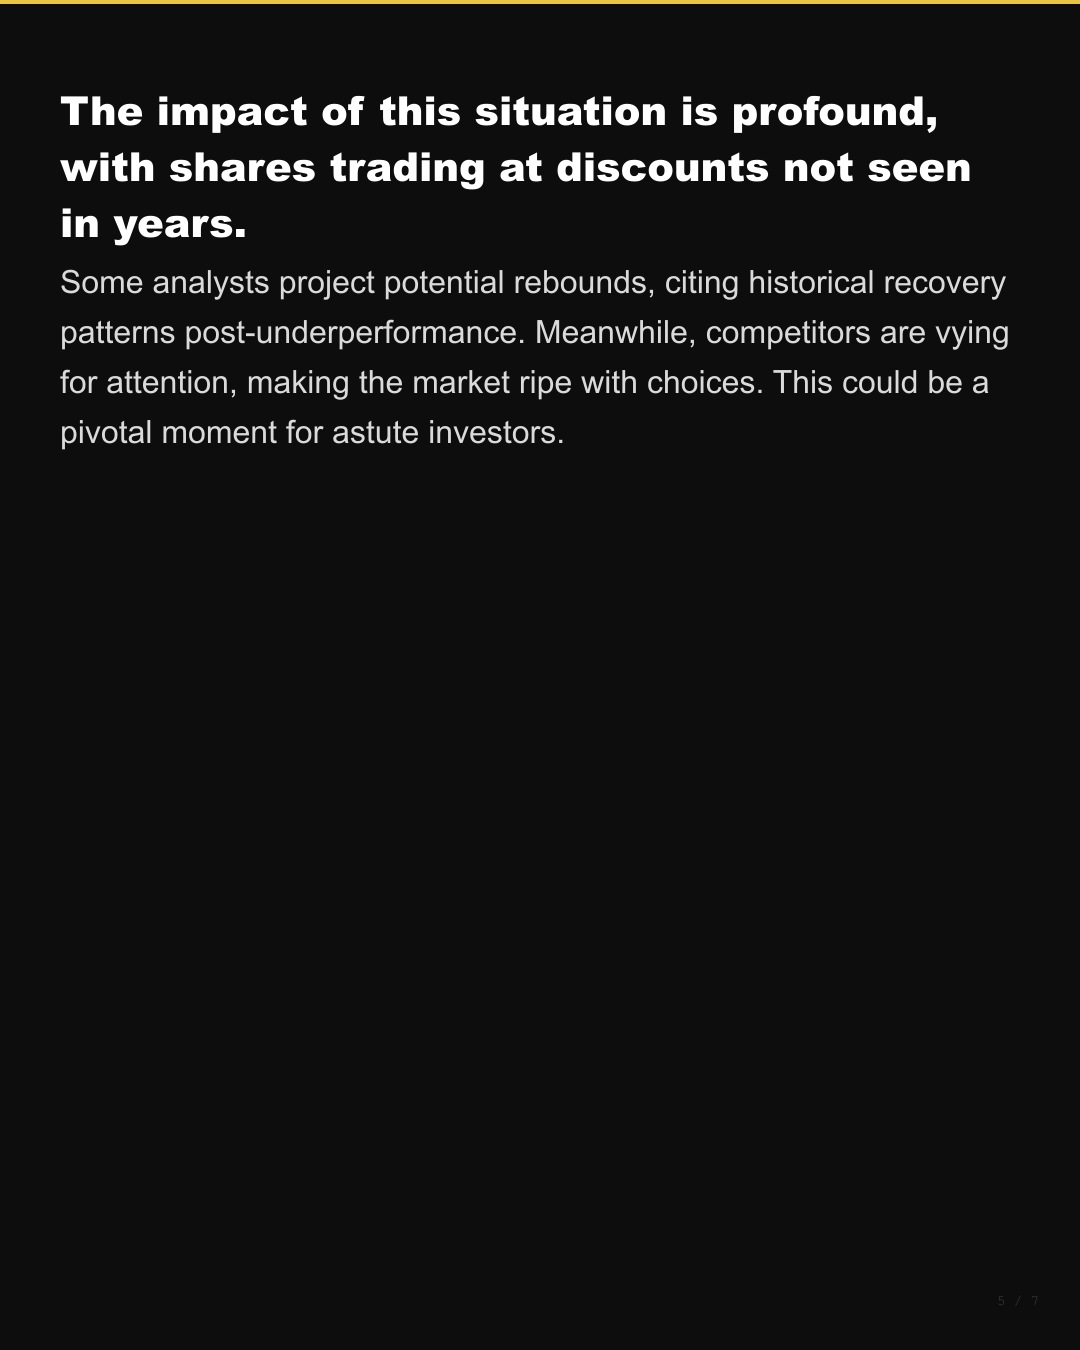 The impact of this situation is profound,
with shares trading at discounts not seen
in years.
Some analysts project potential rebounds, citing historical recovery
patterns post-underperformance. Meanwhile, competitors are vying
for attention, making the market ripe with choices. This could be a
pivotal moment for astute investors.
5 / 7